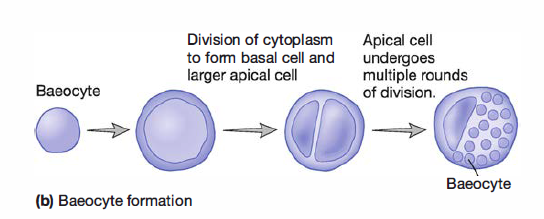 Division of cytoplasm
to form basal cell and
larger apical cell
Apical cell
undergoes
multiple rounds
of division.
Baeocyte
Baeocyte
(b) Baeocyte formation